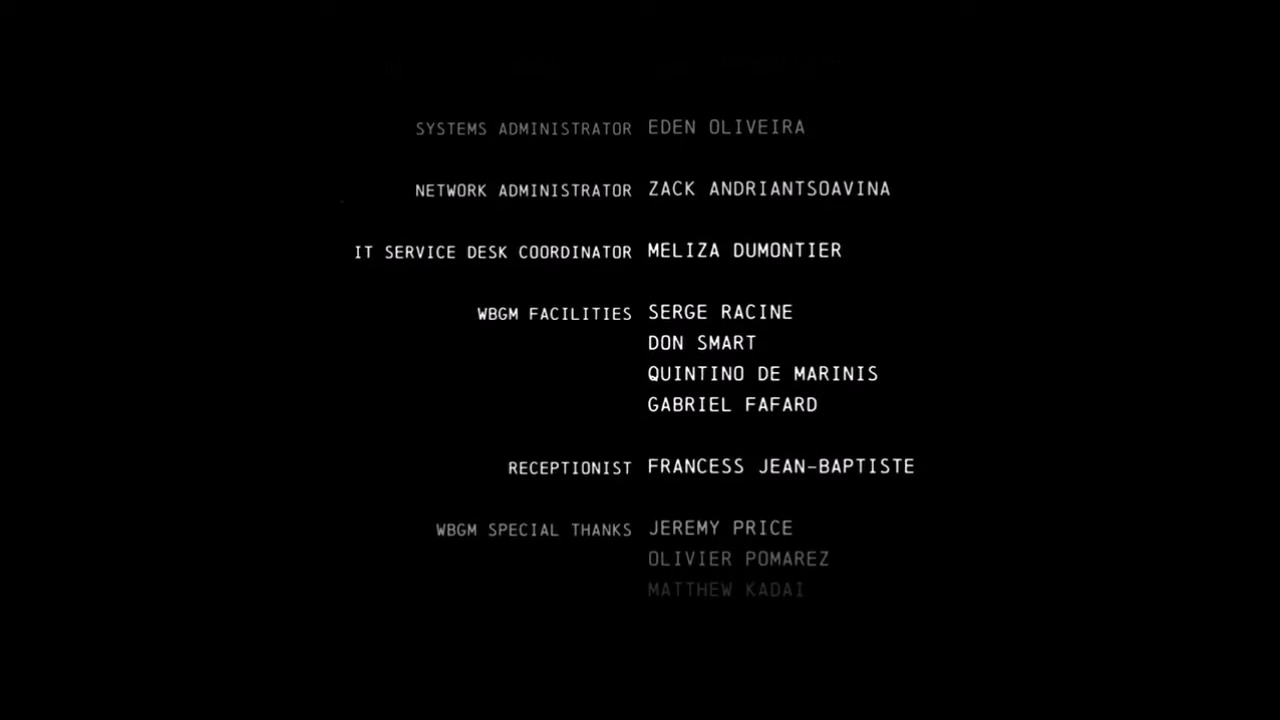 SYSTEMS ADMINISTRATOR EDEN OLIVEIRA
NETWORK ADMINISTRATOR ZACK ANDRIANTSOAVINA
IT SERVICE DESK COORDINATOR MELIZA DUMONTIER
WBGM FACILITIES SERGE RACINE
DON SMART
QUINTINO DE MARINIS
GABRIEL FAFARD
RECEPTIONIST FRANCESS JEAN-BAPTISTE
WBGM SPECIAL THANKS JEREMY PRICE
OLIVIER POMAREZ
MATTHEW KADAI